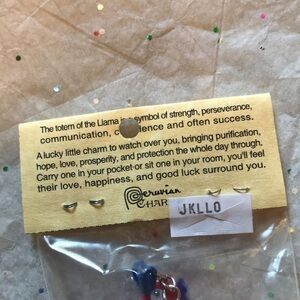 The totem of the Llama is a symbol of strength, perseverance,
communication, c dence and often success.
A lucky little charm to watch over you, bringing purification,
hope, love, prosperity, and protection the whole day through.
Carry one in your pocket or sit one in your room, you'll feel
their love, happiness, and good luck surround you.
Peruvian
CHAR
JKLLO